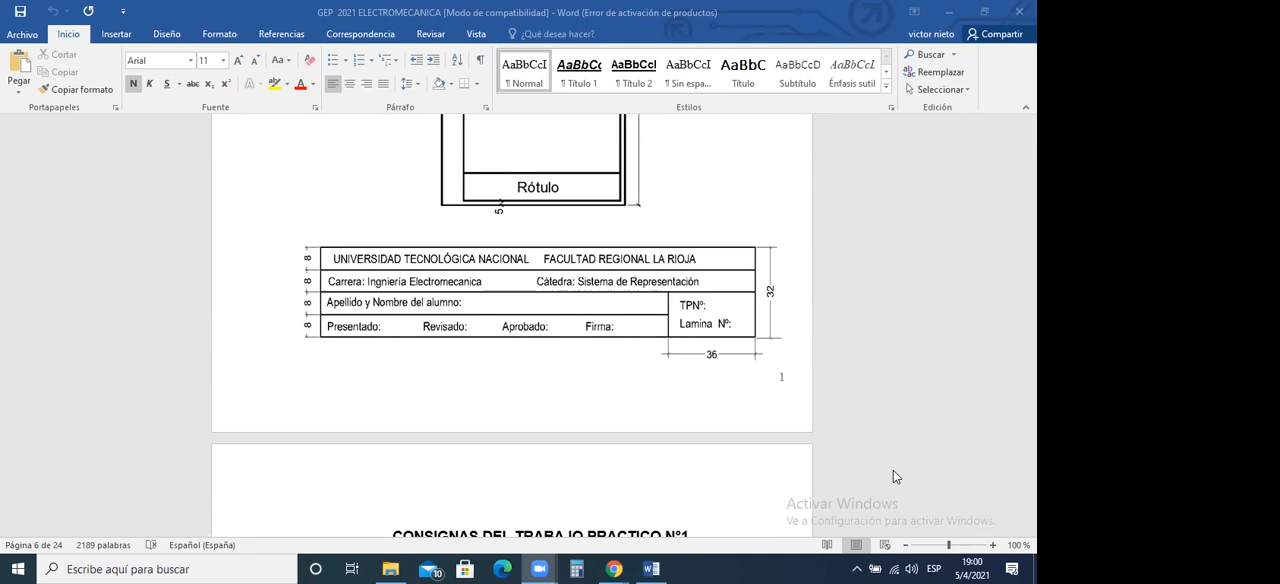 GEP 2021 ELECTROMECANICA [Modo de compatibilidad] - Word (Error de activación de productos)
Archivo Inicio Insertar Diseño Formato Referencias Correspondencia Revisar Vista ¿Qué desea hacer? victor nieto Compartir
Pegar
Cortar
Copiar
Copiar formato
Portapapeles
Arial 11
N K S abc x₂ x² A A
Fuente
Párrafo
AaBbCcI AaBbCc AaBbCcI AaBbCcI AaBbC AaBbCcD AaBbCcI
¶ Normal ¶ Título 1 ¶ Título 2 ¶ Sin espa... Título Subtítulo Énfasis sutil
Estilos
Buscar
Reemplazar
Seleccionar
Edición
Rótulo
5
8 UNIVERSIDAD TECNOLÓGICA NACIONAL FACULTAD REGIONAL LA RIOJA
8 Carrera: Ingniería Electromecanica Cátedra: Sistema de Representación
8 Apellido y Nombre del alumno: TPNº:
8 Presentado: Revisado: Aprobado: Firma: Lamina Nº:
32
36
1
CONSIGNAS DEL TRABAJO PRACTICO N°1
Activar Windows
Ve a Configuración para activar Windows.
Página 6 de 24 2189 palabras Español (España) 100 %
Escribe aquí para buscar 10 ESP 19:00
5/4/2021